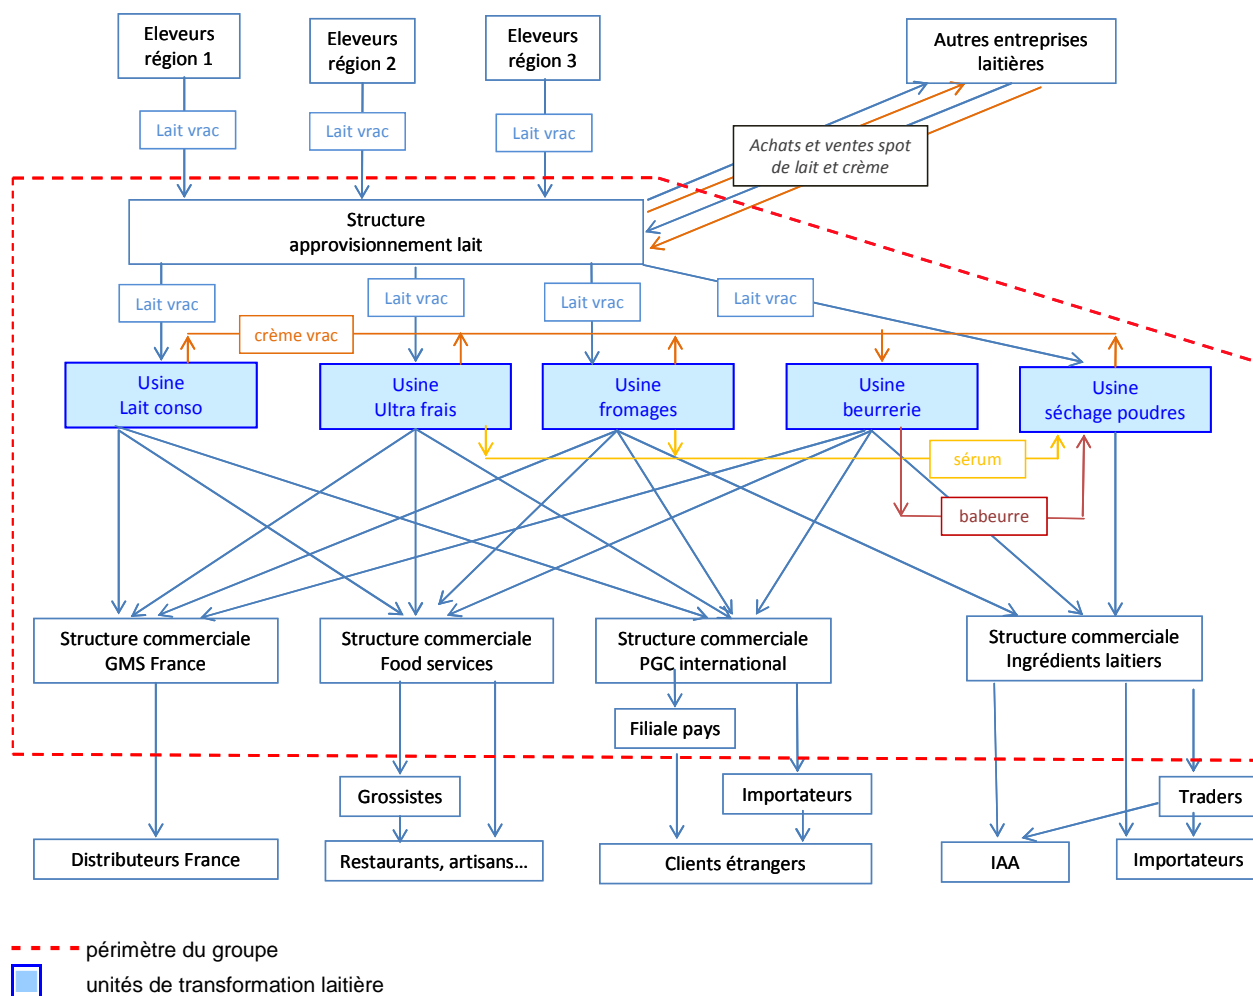 Eleveurs
région 1
Eleveurs
région 2
Eleveurs
région 3
Autres entreprises
laitières
Lait vrac
Lait vrac
Lait vrac
Achats et ventes spot
de lait et crème
Structure
approvisionnement lait
Lait vrac
Lait vrac
Lait vrac
Lait vrac
crème vrac
Usine
Lait conso
Usine
Ultra frais
Usine
fromages
Usine
beurrerie
Usine
séchage poudres
sérum
babeurre
Structure commerciale
GMS France
Structure commerciale
Food services
Structure commerciale
PGC international
Structure commerciale
Ingrédients laitiers
Filiale pays
Grossistes
Importateurs
Traders
Distributeurs France
Restaurants, artisans...
Clients étrangers
IAA
Importateurs
périmètre du groupe
unités de transformation laitière